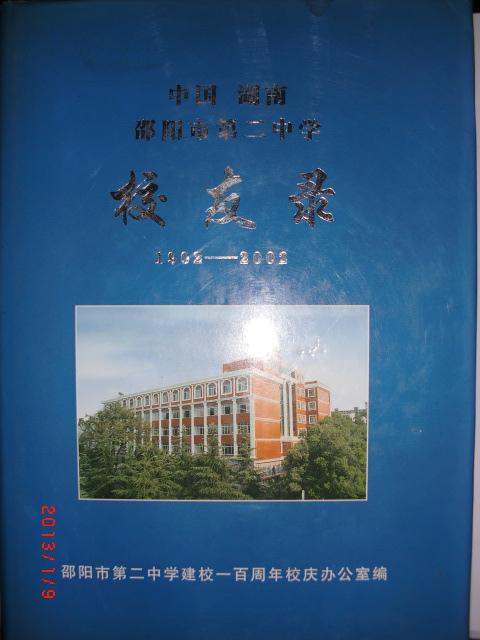 中国 湖南
邵阳市第二中学
校友录
1902——2002
邵阳市第二中学建校一百周年校庆办公室编
2013/1/9